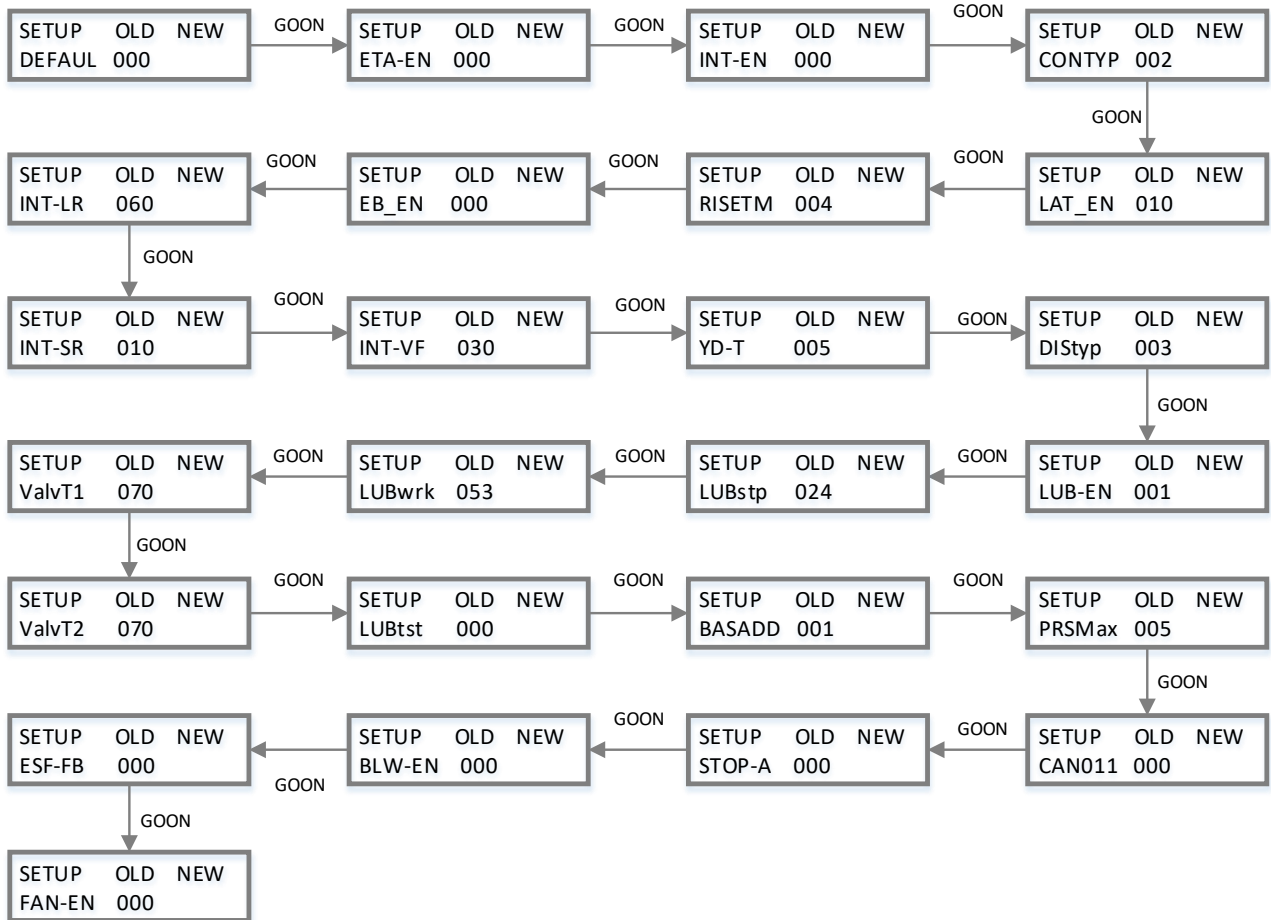 SETUP OLD NEW
DEFAUL 000
GOON
SETUP OLD NEW
ETA-EN 000
GOON
SETUP OLD NEW
INT-EN 000
GOON
SETUP OLD NEW
CONTYP 002
GOON
SETUP OLD NEW
LAT_EN 010
GOON
SETUP OLD NEW
RISETM 004
GOON
SETUP OLD NEW
EB_EN 000
GOON
SETUP OLD NEW
INT-LR 060
GOON
SETUP OLD NEW
INT-SR 010
GOON
SETUP OLD NEW
INT-VF 030
GOON
SETUP OLD NEW
YD-T 005
GOON
SETUP OLD NEW
DIStyp 003
GOON
SETUP OLD NEW
LUB-EN 001
GOON
SETUP OLD NEW
LUBstp 024
GOON
SETUP OLD NEW
LUBwrk 053
GOON
SETUP OLD NEW
ValvT1 070
GOON
SETUP OLD NEW
ValvT2 070
GOON
SETUP OLD NEW
LUBtst 000
GOON
SETUP OLD NEW
BASADD 001
GOON
SETUP OLD NEW
PRSMax 005
GOON
SETUP OLD NEW
CAN011 000
GOON
SETUP OLD NEW
STOP-A 000
GOON
SETUP OLD NEW
BLW-EN 000
GOON
SETUP OLD NEW
ESF-FB 000
GOON
SETUP OLD NEW
FAN-EN 000